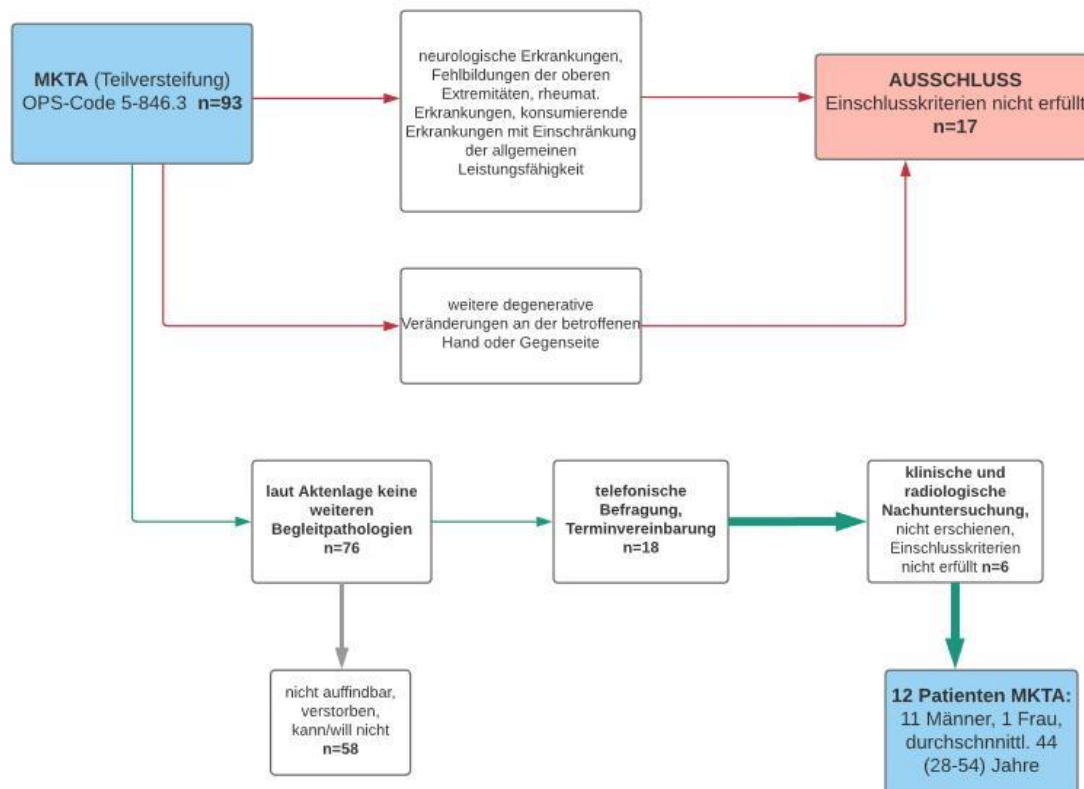 MKTA (Teilversteifung)
OPS-Code 5-846.3 n=93
neurologische Erkrankungen,
Fehlbildungen der oberen
Extremitäten, rheumat.
Erkrankungen, konsumierende
Erkrankungen mit Einschränkung
der allgemeinen
Leistungsfähigkeit
AUSSCHLUSS
Einschlusskriterien nicht erfüllt
n=17
weitere degenerative
Veränderungen an der betroffenen
Hand oder Gegenseite
laut Aktenlage keine
weiteren
Begleitpathologien
n=76
telefonische
Befragung,
Terminvereinbarung
n=18
klinische und
radiologische
Nachuntersuchung,
nicht erschienen,
Einschlusskriterien
nicht erfüllt n=6
nicht auffindbar,
verstorben,
kann/will nicht
n=58
12 Patienten MKTA:
11 Männer, 1 Frau,
durchschnnittl. 44
(28-54) Jahre